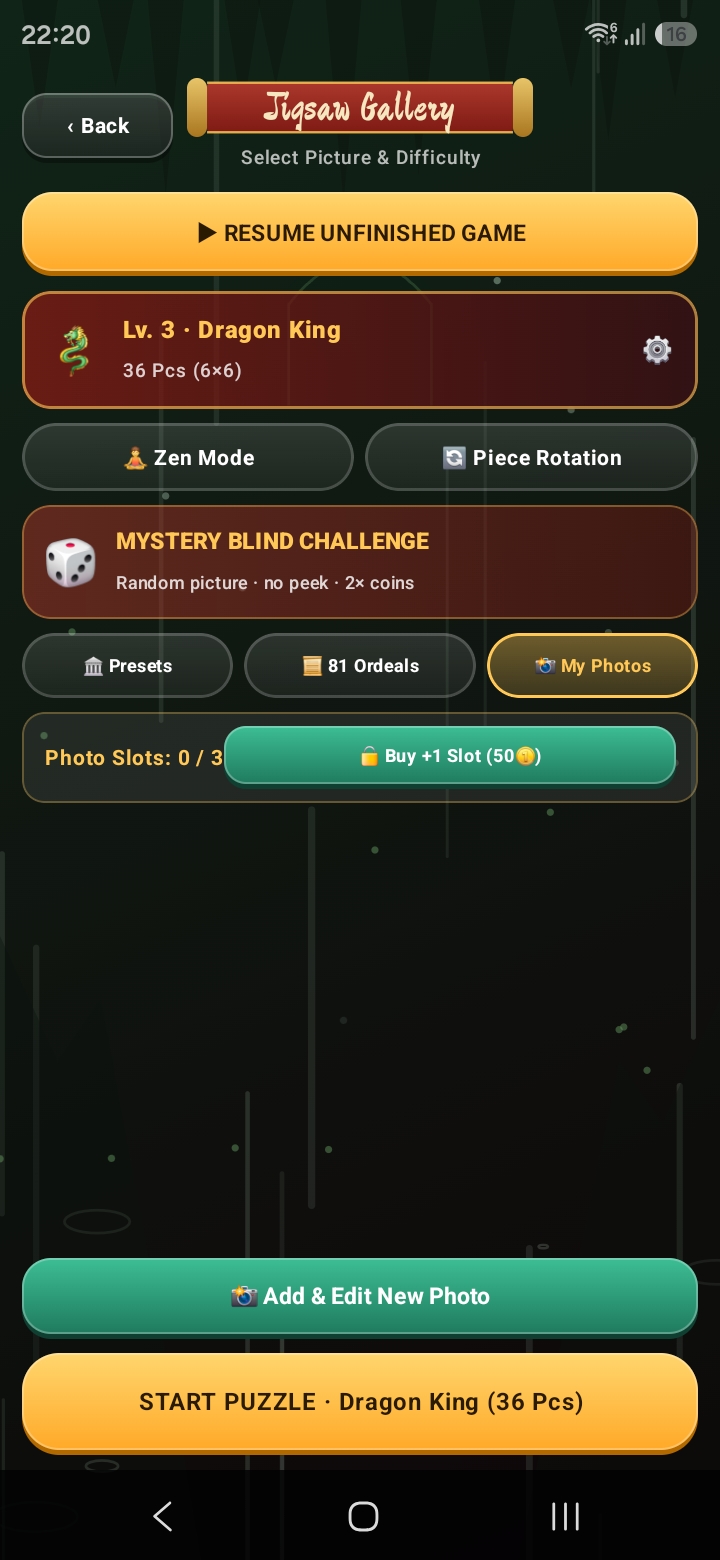 22:20
6
16
‹ Back
Jigsaw Gallery
Select Picture & Difficulty
▶ RESUME UNFINISHED GAME
Lv. 3 · Dragon King
36 Pcs (6×6)
Zen Mode
Piece Rotation
MYSTERY BLIND CHALLENGE
Random picture · no peek · 2× coins
Presets
81 Ordeals
My Photos
Photo Slots: 0 / 3
Buy +1 Slot (50🪙)
Add & Edit New Photo
START PUZZLE · Dragon King (36 Pcs)